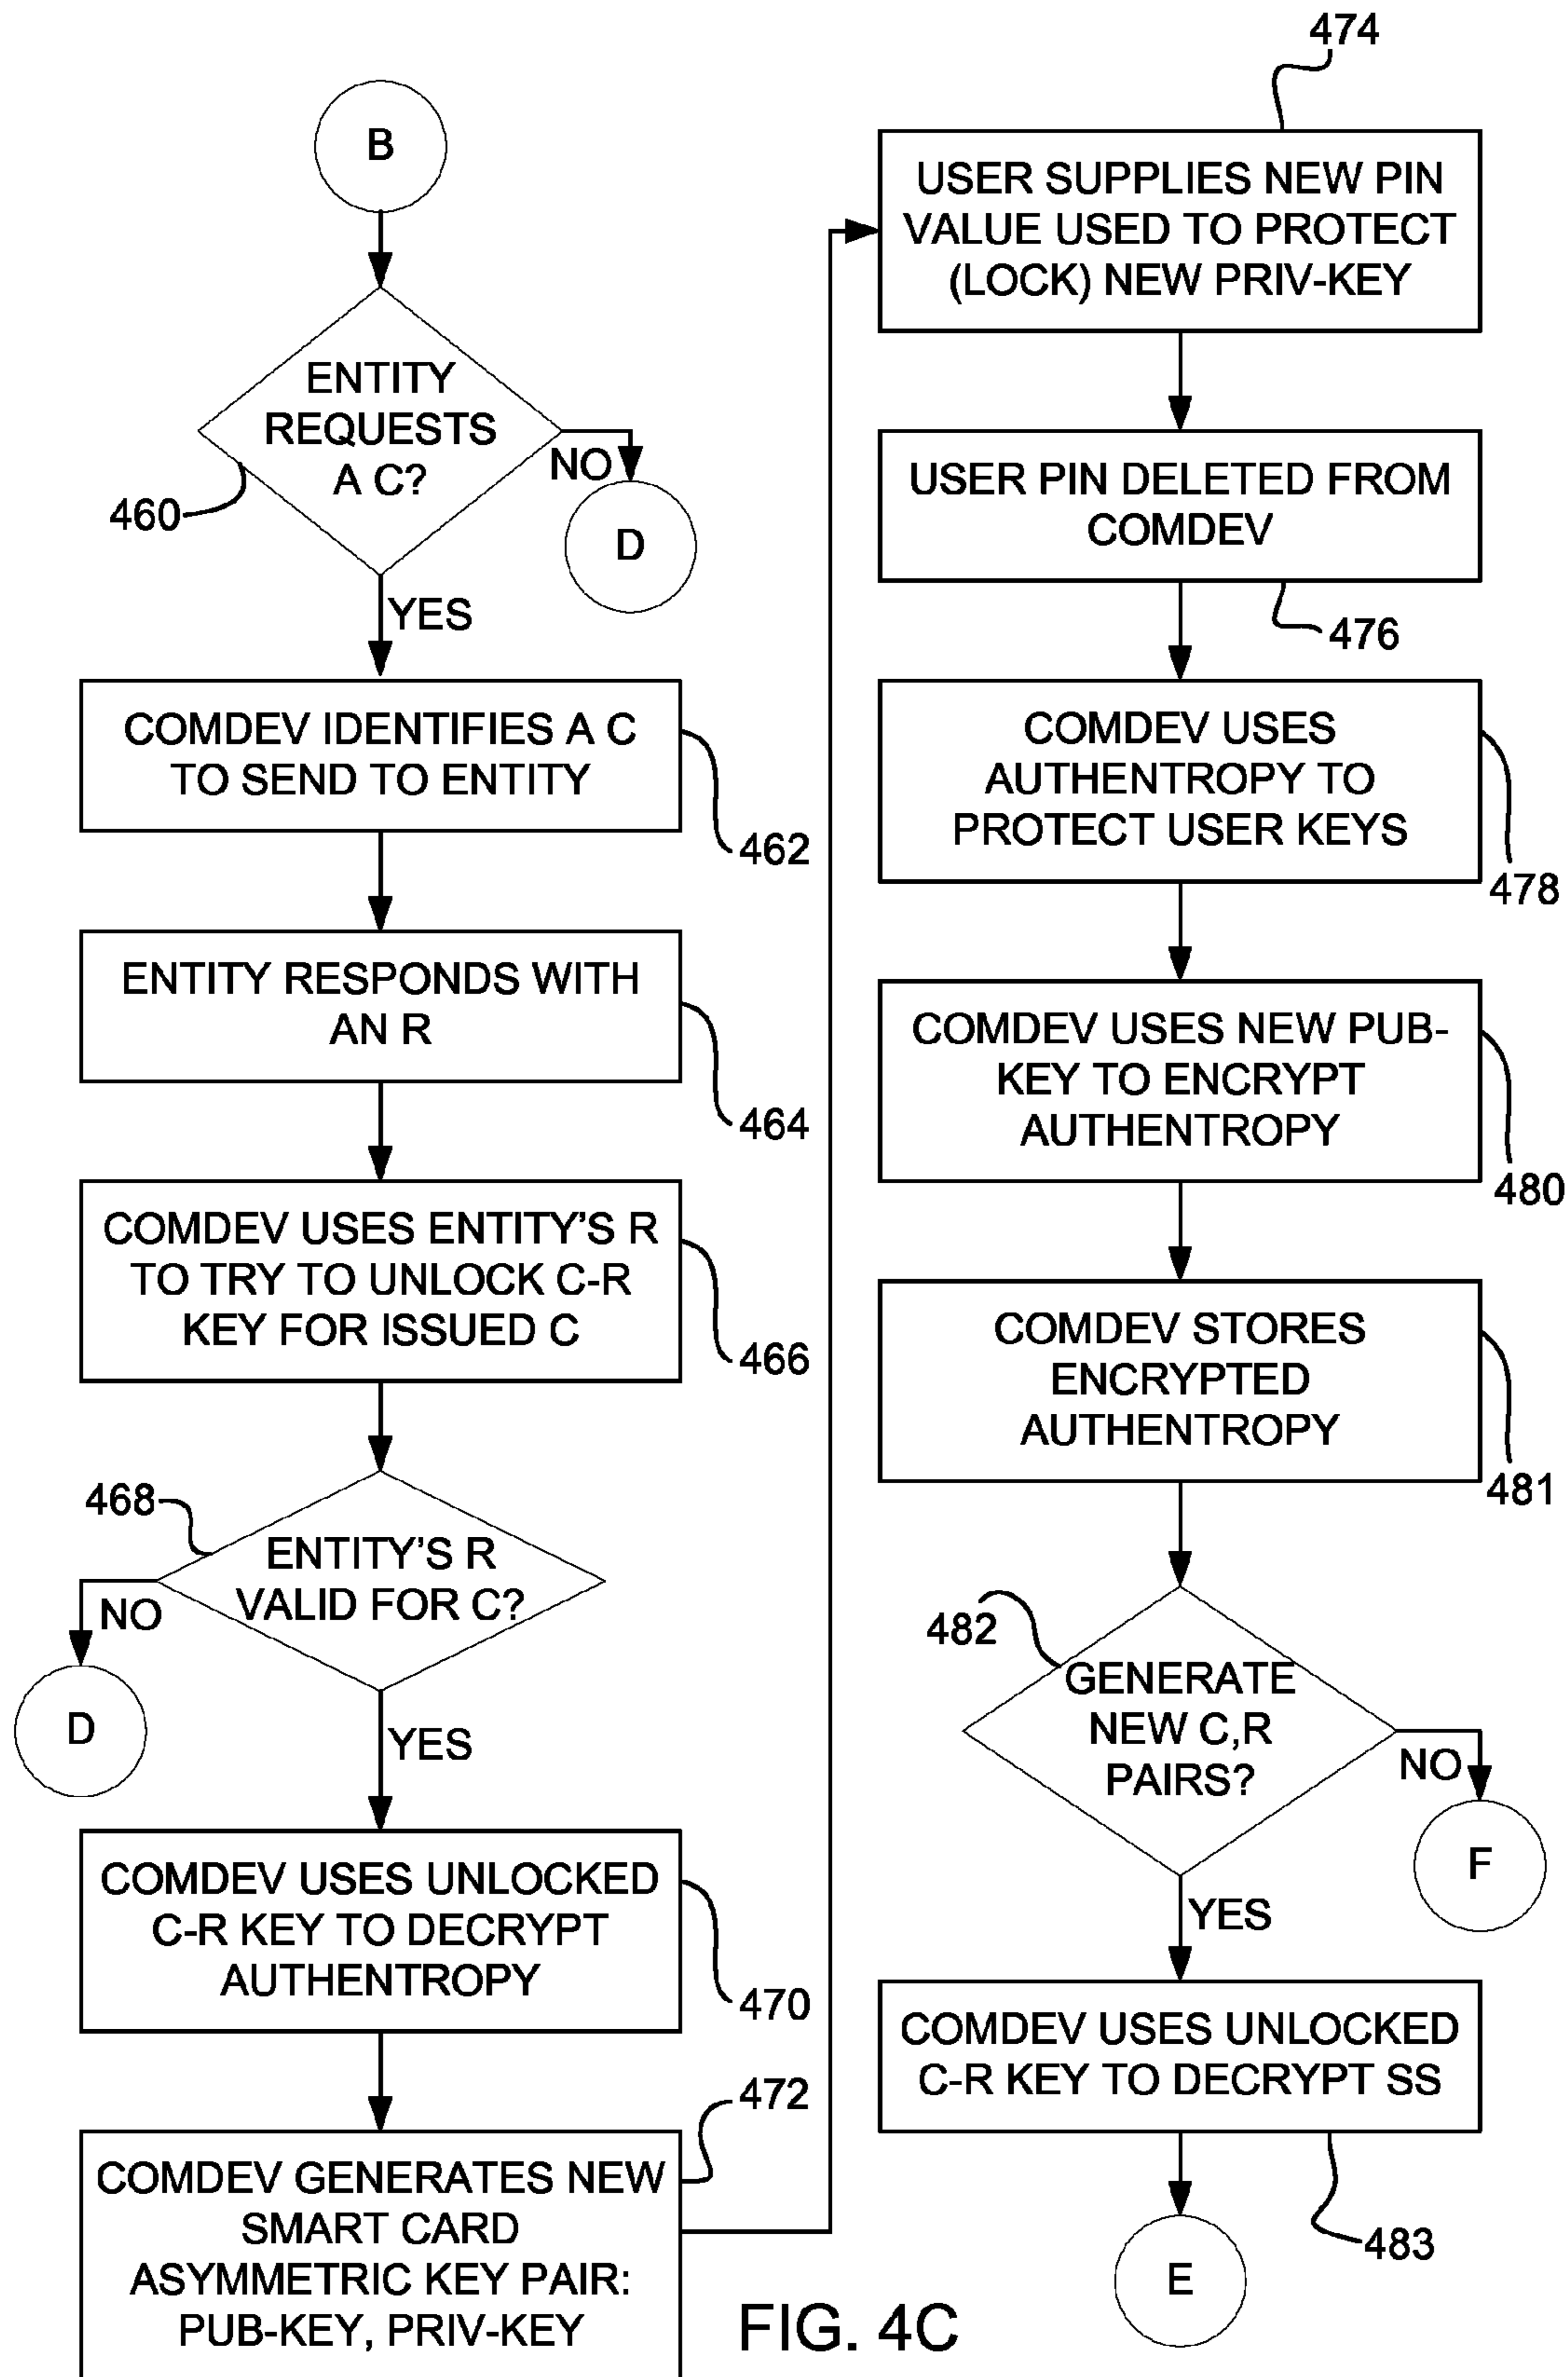 B
ENTITY
REQUESTS
A C?
460
NO
D
YES
COMDEV IDENTIFIES A C
TO SEND TO ENTITY
462
ENTITY RESPONDS WITH
AN R
464
COMDEV USES ENTITY'S R
TO TRY TO UNLOCK C-R
KEY FOR ISSUED C
466
468
ENTITY'S R
VALID FOR C?
NO
D
YES
COMDEV USES UNLOCKED
C-R KEY TO DECRYPT
AUTHENTROPY
470
472
COMDEV GENERATES NEW
SMART CARD
ASYMMETRIC KEY PAIR:
PUB-KEY, PRIV-KEY
474
USER SUPPLIES NEW PIN
VALUE USED TO PROTECT
(LOCK) NEW PRIV-KEY
USER PIN DELETED FROM
COMDEV
476
COMDEV USES
AUTHENTROPY TO
PROTECT USER KEYS
478
COMDEV USES NEW PUB-
KEY TO ENCRYPT
AUTHENTROPY
480
COMDEV STORES
ENCRYPTED
AUTHENTROPY
481
482
GENERATE
NEW C,R
PAIRS?
NO
F
YES
COMDEV USES UNLOCKED
C-R KEY TO DECRYPT SS
483
E
FIG. 4C